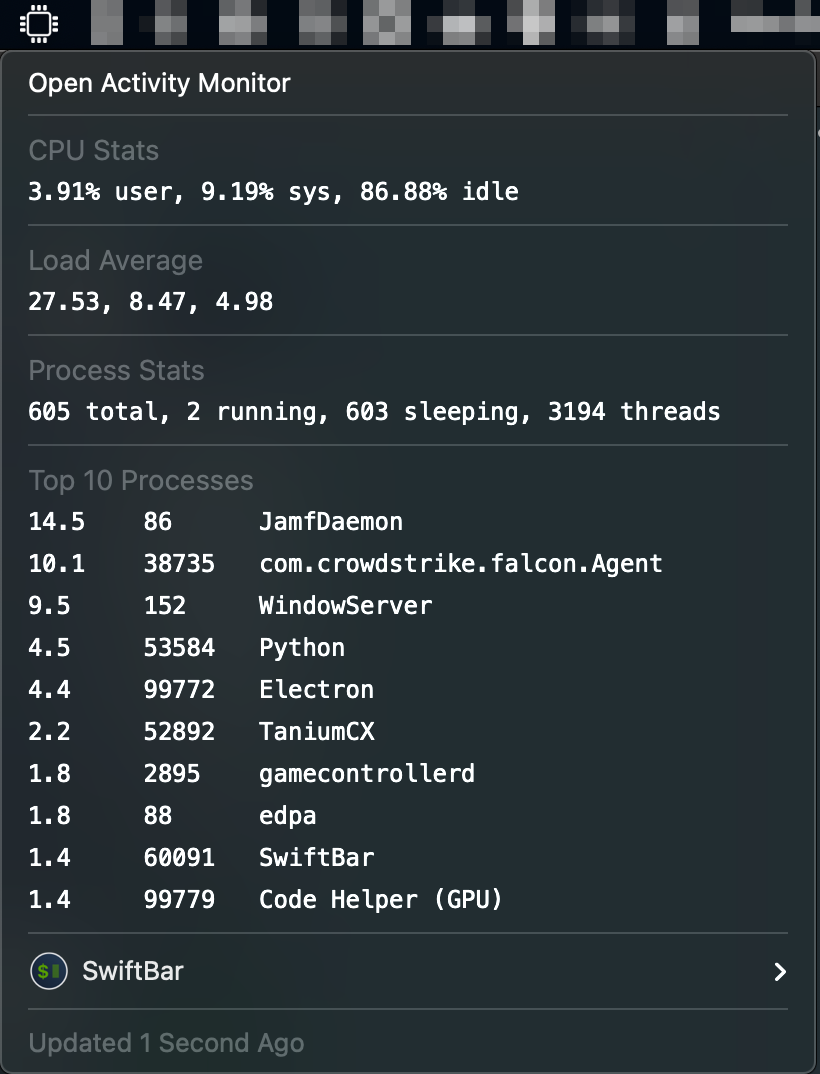 Open Activity Monitor
CPU Stats
3.91% user, 9.19% sys, 86.88% idle
Load Average
27.53, 8.47, 4.98
Process Stats
605 total, 2 running, 603 sleeping, 3194 threads
Top 10 Processes
14.5 86 JamfDaemon
10.1 38735 com.crowdstrike.falcon.Agent
9.5 152 WindowServer
4.5 53584 Python
4.4 99772 Electron
2.2 52892 TaniumCX
1.8 2895 gamecontrollerd
1.8 88 edpa
1.4 60091 SwiftBar
1.4 99779 Code Helper (GPU)
$ SwiftBar
Updated 1 Second Ago